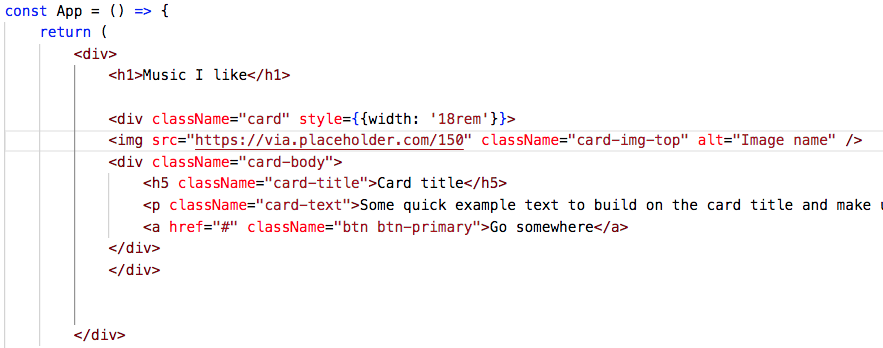 const App = () => {
return (
<div>
<h1>Music I like</h1>
<div className="card" style={{width: '18rem'}}>
<img src="https://via.placeholder.com/150" className="card-img-top" alt="Image name" />
<div className="card-body">
<h5 className="card-title">Card title</h5>
<p className="card-text">Some quick example text to build on the card title and make
<a href="#" className="btn btn-primary">Go somewhere</a>
</div>
</div>
</div>